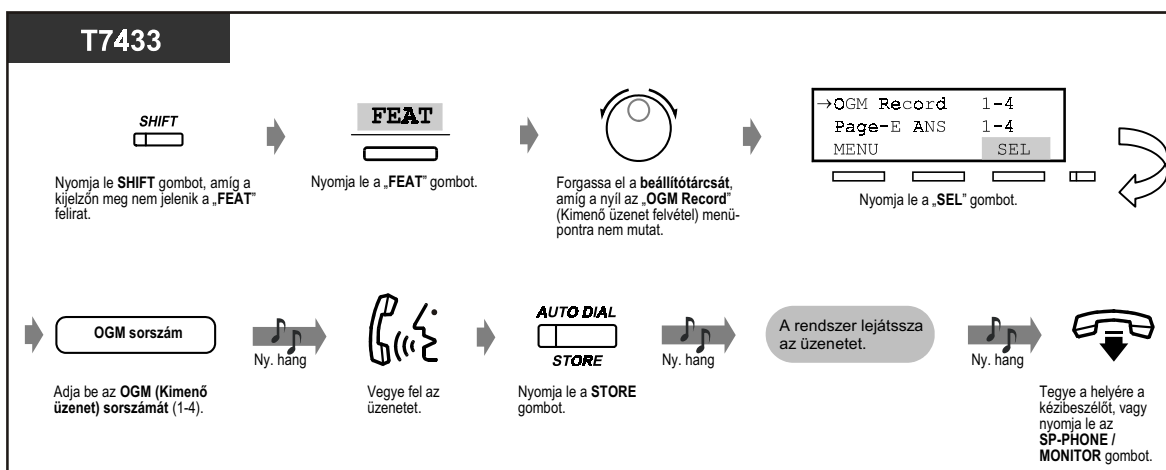 T7433
SHIFT
Nyomja le SHIFT gombot, amíg a
kijelzőn meg nem jelenik a „FEAT”
felirat.
FEAT
Nyomja le a „FEAT” gombot.
Forgassa el a beállítótárcsát,
amíg a nyíl az „OGM Record”
(Kimenő üzenet felvétel) menü-
pontra nem mutat.
→OGM Record 1-4
Page-E ANS 1-4
MENU SEL
Nyomja le a „SEL” gombot.
OGM sorszám
Adja be az OGM (Kimenő
üzenet) sorszámát (1-4).
Ny. hang
Vegye fel az
üzenetet.
AUTO DIAL
STORE
Nyomja le a STORE
gombot.
Ny. hang
A rendszer lejátssza
az üzenetet.
Ny. hang
Tegye a helyére a
kézibeszélőt, vagy
nyomja le az
SP-PHONE /
MONITOR gombot.